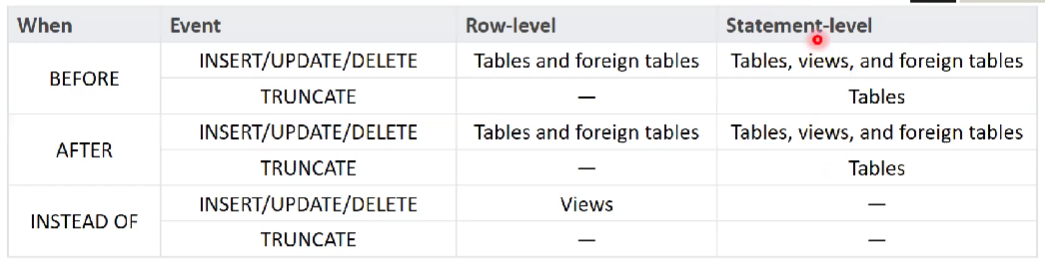 When Event Row-level Statement-level
BEFORE INSERT/UPDATE/DELETE Tables and foreign tables Tables, views, and foreign tables
TRUNCATE — Tables
AFTER INSERT/UPDATE/DELETE Tables and foreign tables Tables, views, and foreign tables
TRUNCATE — Tables
INSTEAD OF INSERT/UPDATE/DELETE Views —
TRUNCATE — —